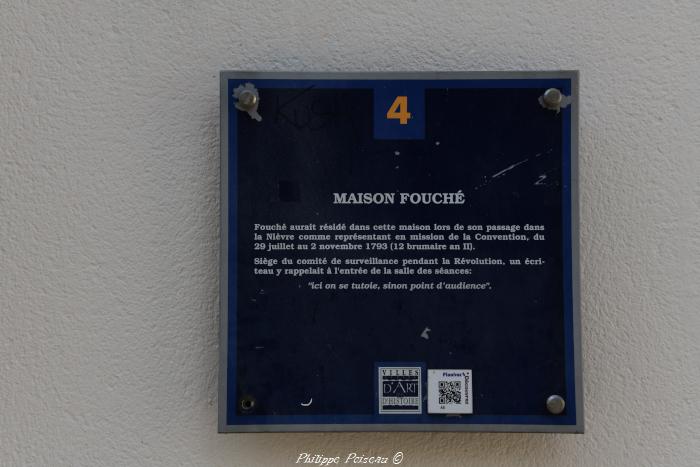 4
MAISON FOUCHÉ
Fouché aurait résidé dans cette maison lors de son passage dans
la Nièvre comme représentant en mission de la Convention, du
29 juillet au 2 novembre 1793 (12 brumaire an II).
Siège du comité de surveillance pendant la Révolution, un écri-
teau y rappelait à l'entrée de la salle des séances:
"ici on se tutoie, sinon point d'audience".
VILLES
D'ART
D'HISTOIRE
Découvrez
Philippe Peiseau ©